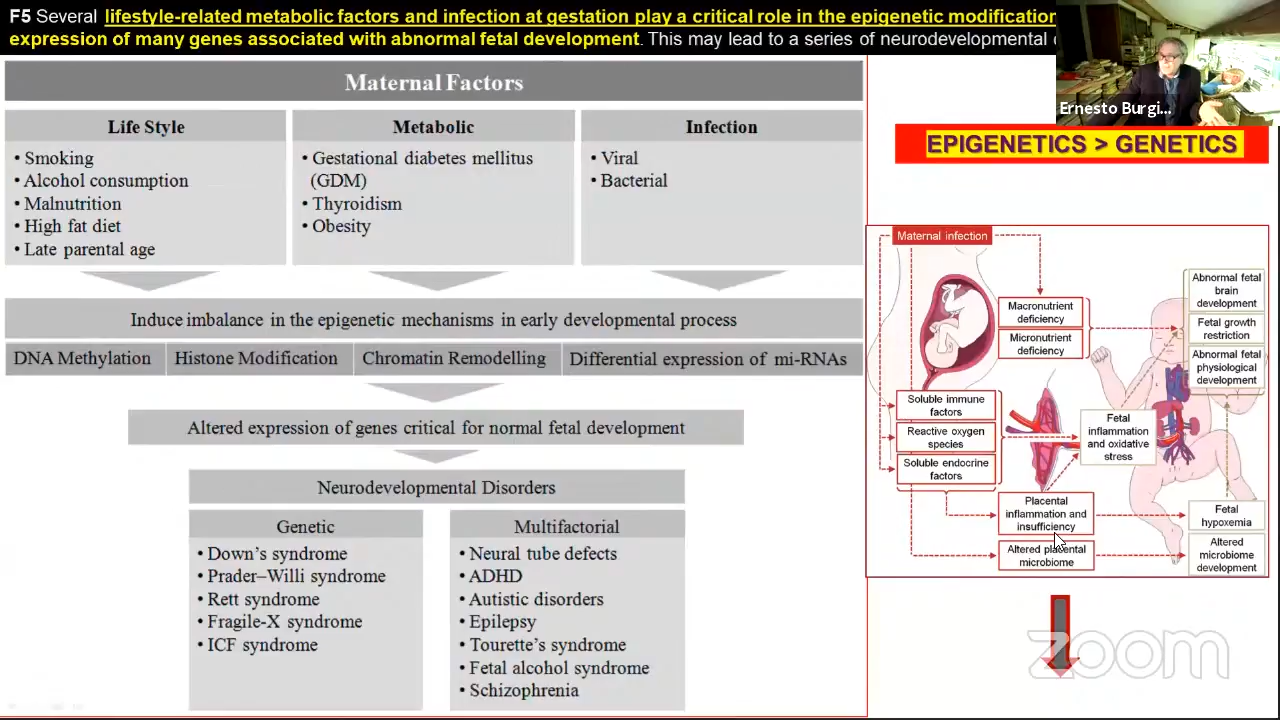 F5 Several lifestyle-related metabolic factors and infection at gestation play a critical role in the epigenetic modification
expression of many genes associated with abnormal fetal development. This may lead to a series of neurodevelopmental
Ernesto Burgi...
Maternal Factors
Life Style
• Smoking
• Alcohol consumption
• Malnutrition
• High fat diet
• Late parental age
Metabolic
• Gestational diabetes mellitus
(GDM)
• Thyroidism
• Obesity
Infection
• Viral
• Bacterial
Induce imbalance in the epigenetic mechanisms in early developmental process
DNA Methylation
Histone Modification
Chromatin Remodelling
Differential expression of mi-RNAs
Altered expression of genes critical for normal fetal development
Neurodevelopmental Disorders
Genetic
• Down's syndrome
• Prader–Willi syndrome
• Rett syndrome
• Fragile-X syndrome
• ICF syndrome
Multifactorial
• Neural tube defects
• ADHD
• Autistic disorders
• Epilepsy
• Tourette's syndrome
• Fetal alcohol syndrome
• Schizophrenia
EPIGENETICS > GENETICS
Maternal infection
Macronutrient
deficiency
Micronutrient
deficiency
Abnormal fetal
brain
development
Fetal growth
restriction
Abnormal fetal
physiological
development
Soluble immune
factors
Reactive oxygen
species
Soluble endocrine
factors
Fetal
inflammation
and oxidative
stress
Placental
inflammation and
insufficiency
Altered placental
microbiome
Fetal
hypoxemia
Altered
microbiome
development
zoom